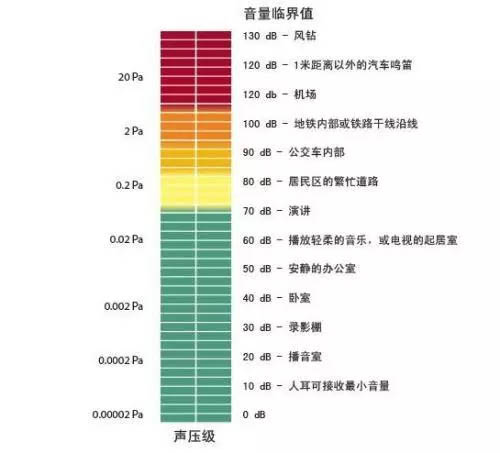 音量临界值
130 dB - 风钻
120 dB - 1米距离以外的汽车鸣笛
20 Pa
120 db - 机场
100 dB - 地铁内部或铁路干线沿线
2 Pa
90 dB - 公交车内部
80 dB - 居民区的繁忙道路
0.2 Pa
70 dB - 演讲
0.02 Pa
60 dB - 播放轻柔的音乐，或电视的起居室
50 dB - 安静的办公室
40 dB - 卧室
0.002 Pa
30 dB - 录影棚
20 dB - 播音室
0.0002 Pa
10 dB - 人耳可接收最小音量
0.00002 Pa
0 dB
声压级